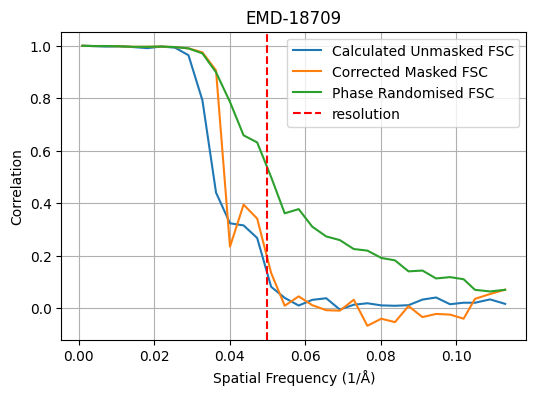 EMD-18709
Calculated Unmasked FSC
Corrected Masked FSC
Phase Randomised FSC
resolution
Correlation
1.0
0.8
0.6
0.4
0.2
0.0
0.00 0.02 0.04 0.06 0.08 0.10
Spatial Frequency (1/Å)